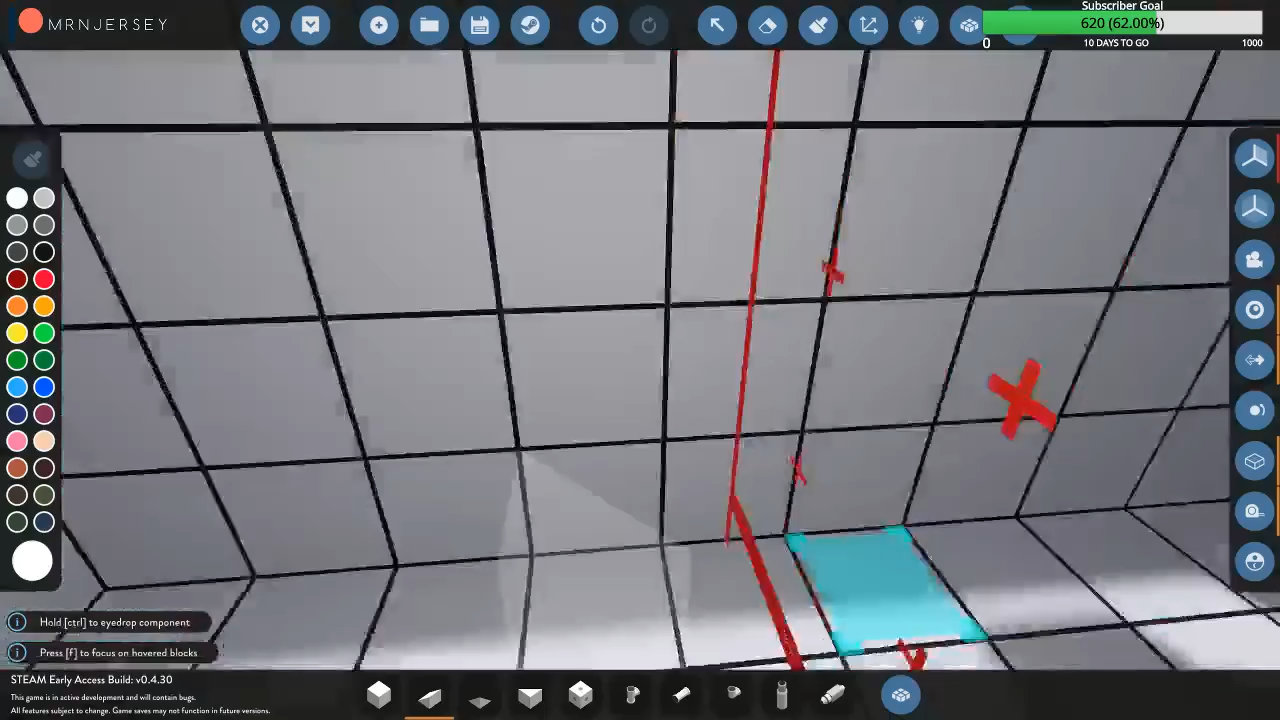 MRNJERSEY
Subscriber Goal
620 (62.00%)
0
10 DAYS TO GO
1000
Hold [ctrl] to eyedrop component
Press [f] to focus on hovered blocks
STEAM Early Access Build: v0.4.30
This game is in active development and will contain bugs.
All features subject to change. Game saves may not function in future versions.